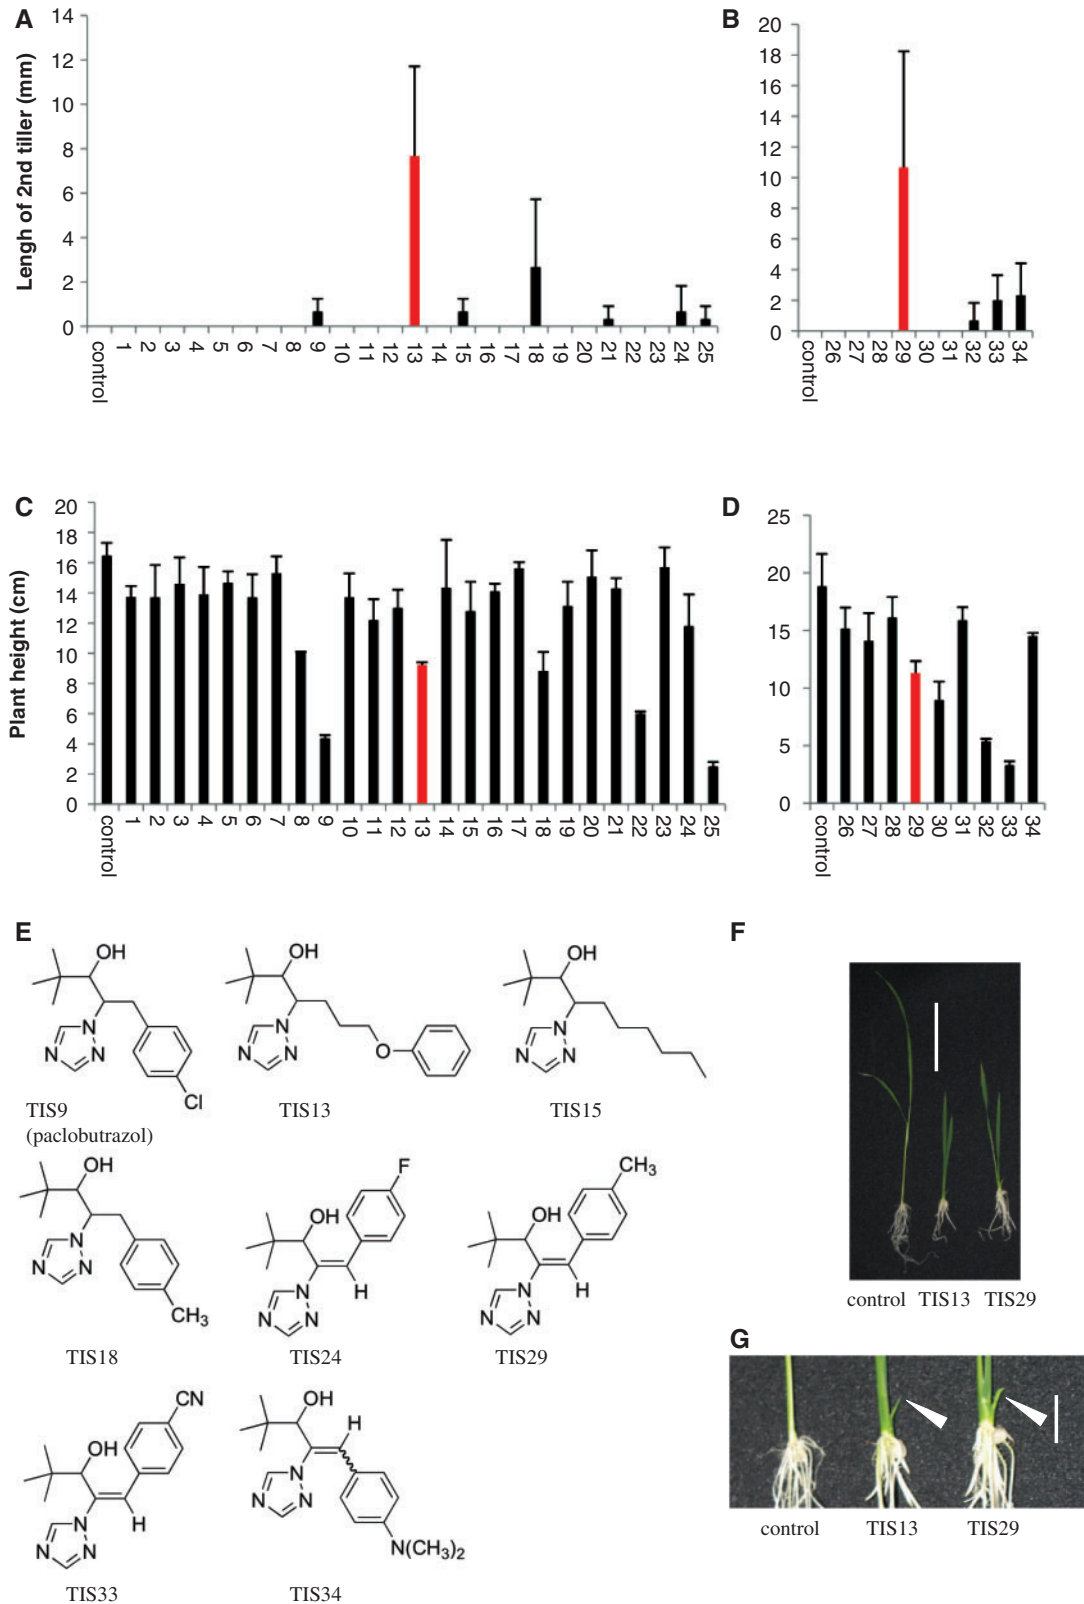 A
Lengh of 2nd tiller (mm)
14
12
10
8
6
4
2
0
control 1 2 3 4 5 6 7 8 9 10 11 12 13 14 15 16 17 18 19 20 21 22 23 24 25
B
20
18
16
14
12
10
8
6
4
2
0
control 26 27 28 29 30 31 32 33 34
C
Plant height (cm)
20
18
16
14
12
10
8
6
4
2
0
control 1 2 3 4 5 6 7 8 9 10 11 12 13 14 15 16 17 18 19 20 21 22 23 24 25
D
25
20
15
10
5
0
control 26 27 28 29 30 31 32 33 34
E
OH
N
N N
Cl
TIS9
(paclobutrazol)
OH
N
N N
O
TIS13
OH
N
N N
TIS15
OH
N
N N
CH3
TIS18
F
OH
H
N
N N
TIS24
CH3
OH
H
N
N N
TIS29
CN
OH
H
N
N N
TIS33
OH H
N
N N
N(CH3)2
TIS34
F
control TIS13 TIS29
G
control TIS13 TIS29